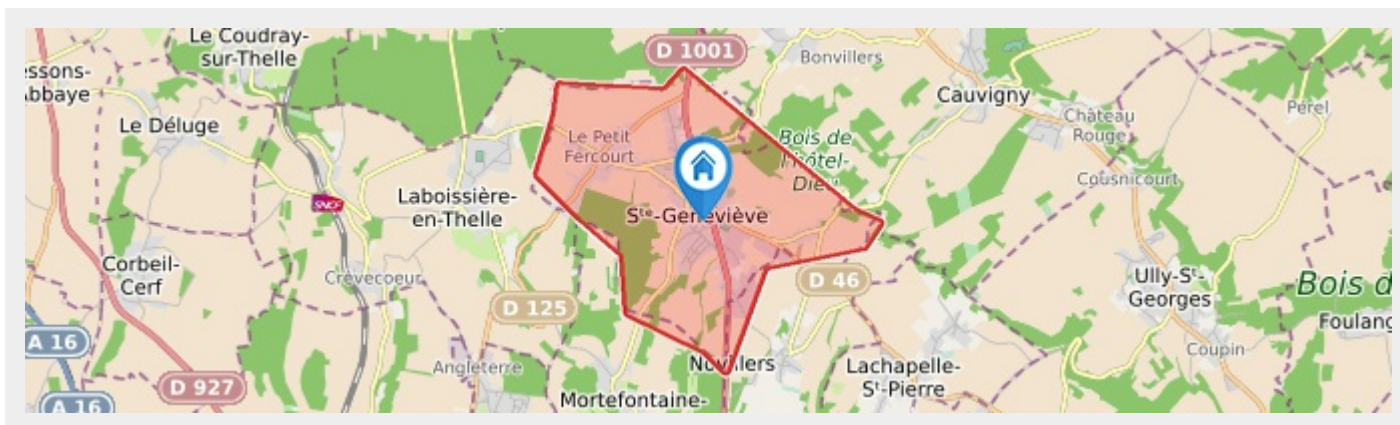 Le Coudray-
sur-Thelle
D 1001
Bonvillers
essons-
Abbaye
Cauvigny
Pérel
Le Déluge
Château
Rouge
Le Petit
Fercourt
Bois de
l'hôtel-
Dieu
Cousnicourt
Laboissière-
en-Thelle
SNCF
Sᵗᵉ-Geneviève
Corbeil-
Cerf
Crèvecoeur
D 46
Ully-Sᵗ-
Georges
Bois d
D 125
Foulang
A 16
Coupin
Novillers
Angleterre
Lachapelle-
Sᵗ-Pierre
D 927
Mortefontaine-
A 16